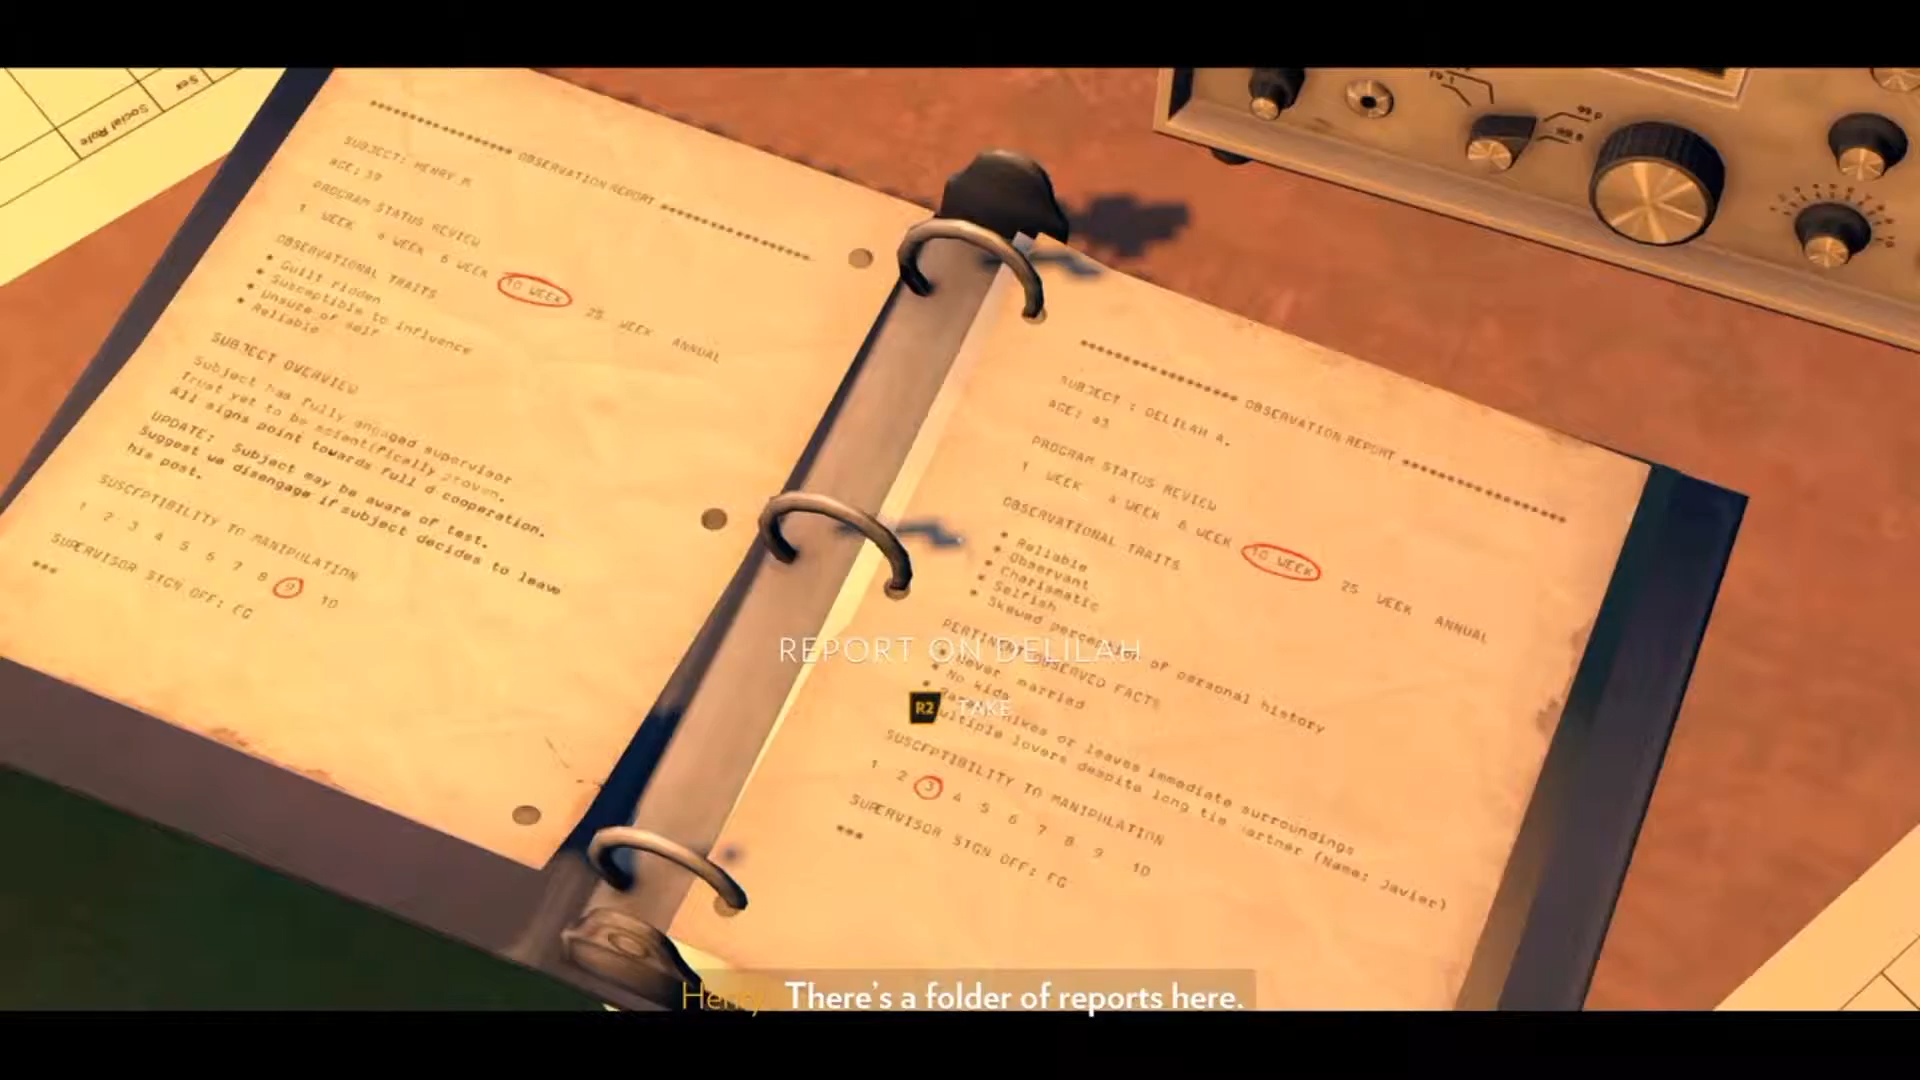 Social Role
Sex
****************** OBSERVATION REPORT ******************
SUBJECT: HENRY M.
AGE: 39
PROGRAM STATUS REVIEW
1 WEEK 4 WEEK 6 WEEK 10 WEEK 25 WEEK ANNUAL
OBSERVATIONAL TRAITS
• Guilt ridden
• Susceptible to influence
• Unsure of self
• Reliable
SUBJECT OVERVIEW
Subject has fully engaged supervisor
Trust yet to be scientifically proven.
All signs point towards full d cooperation.
UPDATE: Subject may be aware of test.
Suggest we disengage if subject decides to leave
his post.
SUSCEPTIBILITY TO MANIPULATION
1 2 3 4 5 6 7 8 9 10
SUPERVISOR SIGN OFF: EG
***
****************** OBSERVATION REPORT ******************
SUBJECT : DELILAH A.
AGE: 43
PROGRAM STATUS REVIEW
1 WEEK 4 WEEK 6 WEEK 10 WEEK 25 WEEK ANNUAL
OBSERVATIONAL TRAITS
• Reliable
• Observant
• Charismatic
• Selfish
• Skewed perception of personal history
PERTINENT OBSERVED FACTS
• Never married
• No kids
• hikes or leaves immediate surroundings
multiple lovers despite long tie partner (Name: Javier)
SUSCEPTIBILITY TO MANIPULATION
1 2 3 4 5 6 7 8 9 10
SUPERVISOR SIGN OFF: EG
***
REPORT ON DELILAH
R2 TAKE
Henry: There's a folder of reports here.